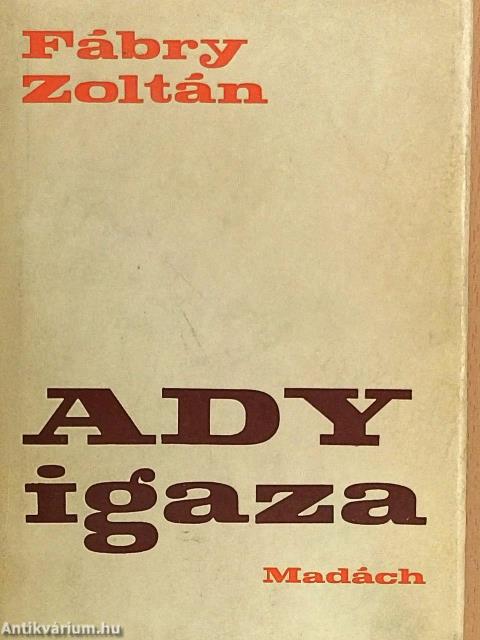 Fábry
Zoltán
ADY
igaza
Madách
Antikvárium.hu